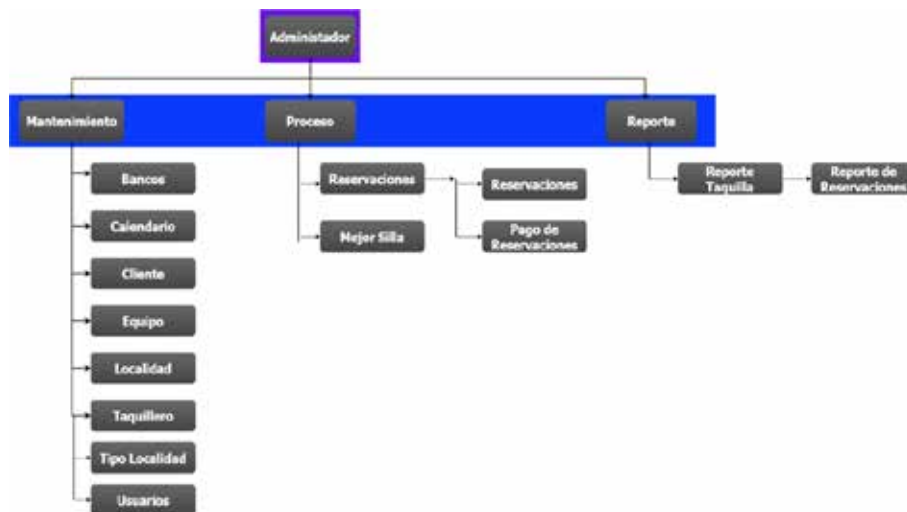 Administador
Mantenimiento
Proceso
Reporte
Bancos
Calendario
Cliente
Equipo
Localidad
Taquillero
Tipo Localidad
Usuarios
Reservaciones
Mejor Silla
Reservaciones
Pago de
Reservaciones
Reporte
Taquilla
Reporte de
Reservaciones